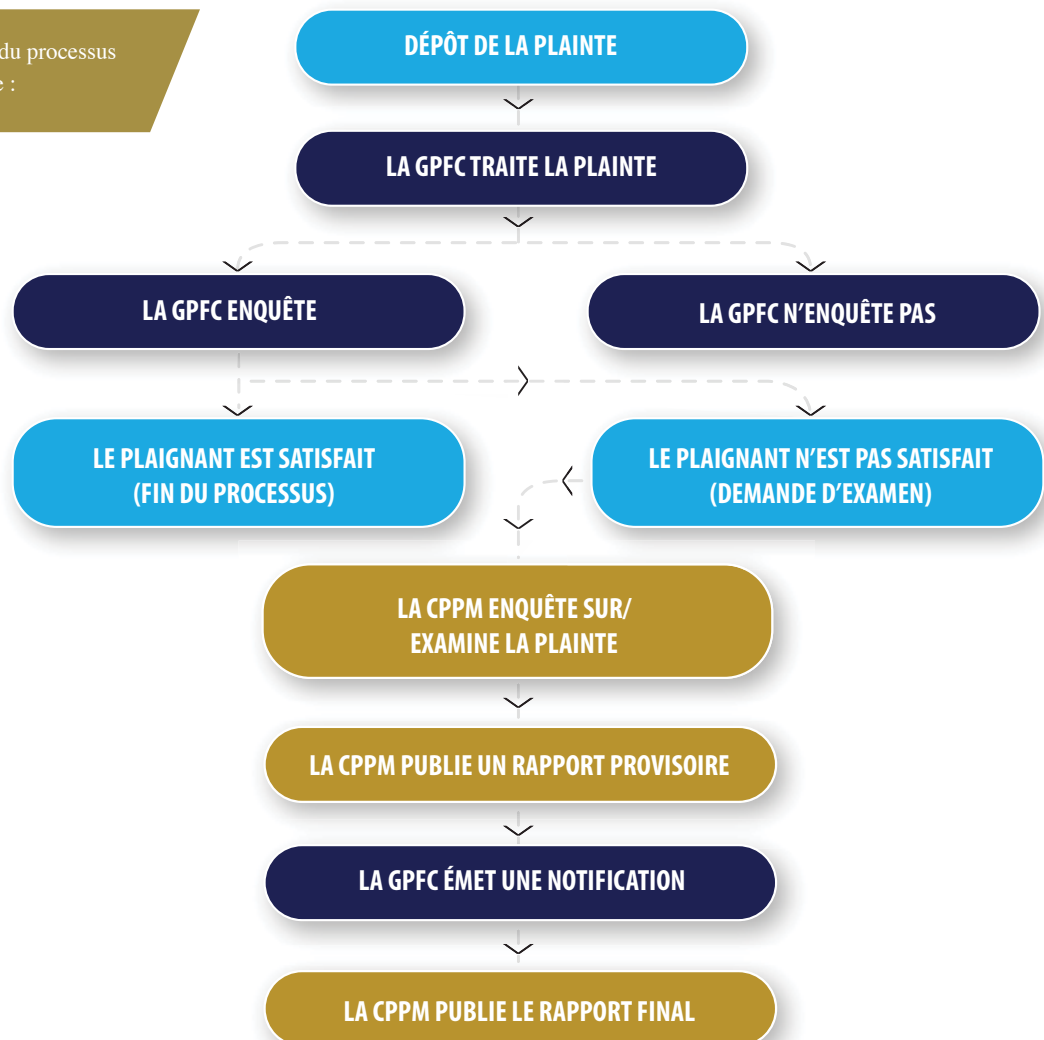 du processus
:
DÉPÔT DE LA PLAINTE
LA GPFC TRAITE LA PLAINTE
LA GPFC ENQUÊTE
LA GPFC N'ENQUÊTE PAS
LE PLAIGNANT EST SATISFAIT
(FIN DU PROCESSUS)
LE PLAIGNANT N'EST PAS SATISFAIT
(DEMANDE D'EXAMEN)
LA CPPM ENQUÊTE SUR/
EXAMINE LA PLAINTE
LA CPPM PUBLIE UN RAPPORT PROVISOIRE
LA GPFC ÉMET UNE NOTIFICATION
LA CPPM PUBLIE LE RAPPORT FINAL